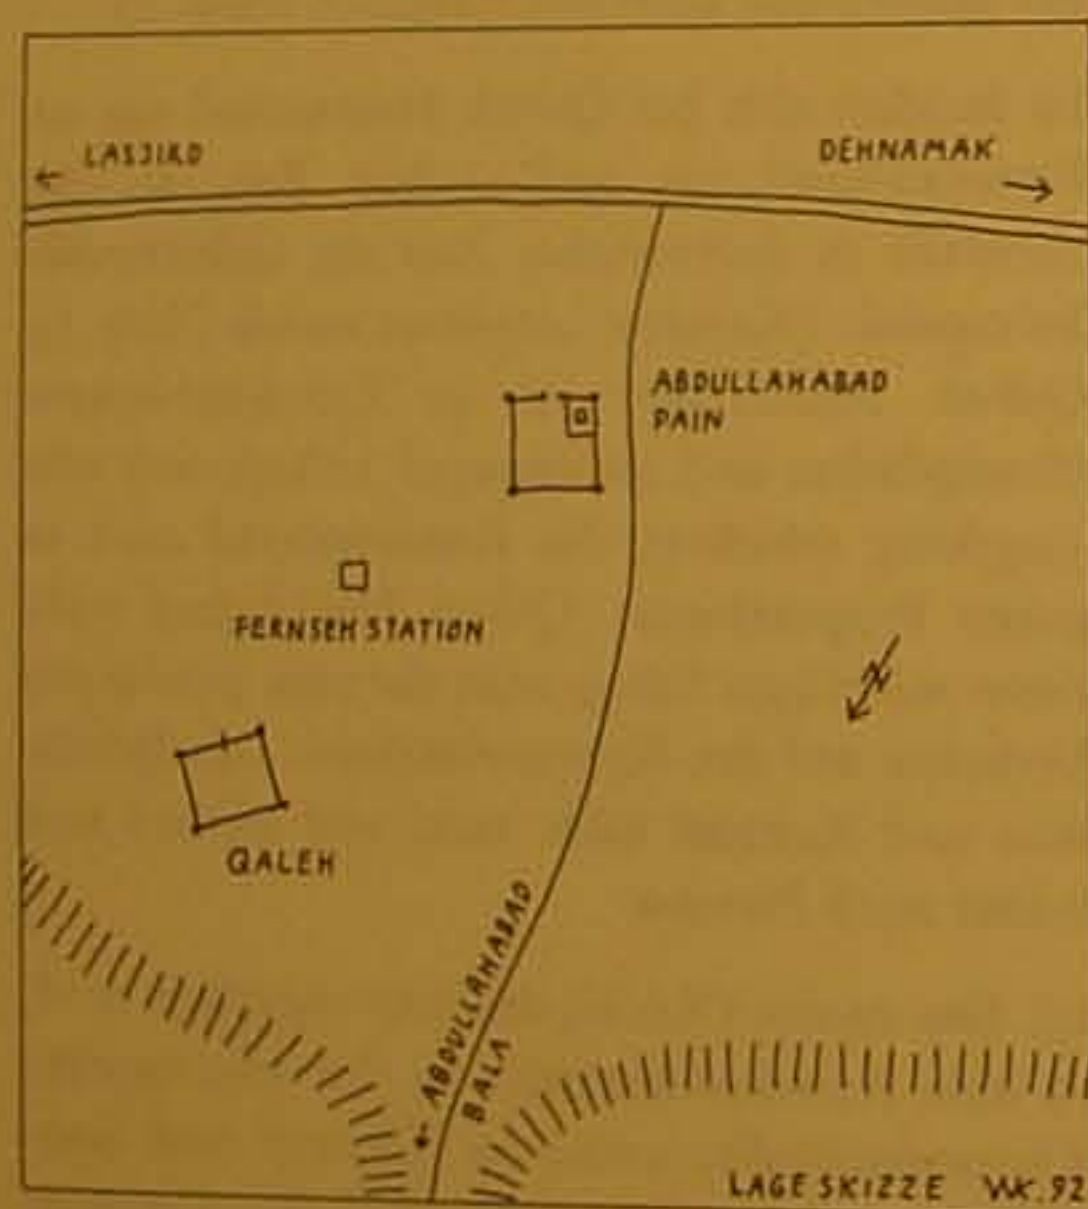 ← LASJIRD
DEHNAMAK →
ABDULLAHABAD
PAIN
FERNSEH STATION
N
QALEH
← ABDULLAHABAD
BALA
LAGE SKIZZE WK. 92